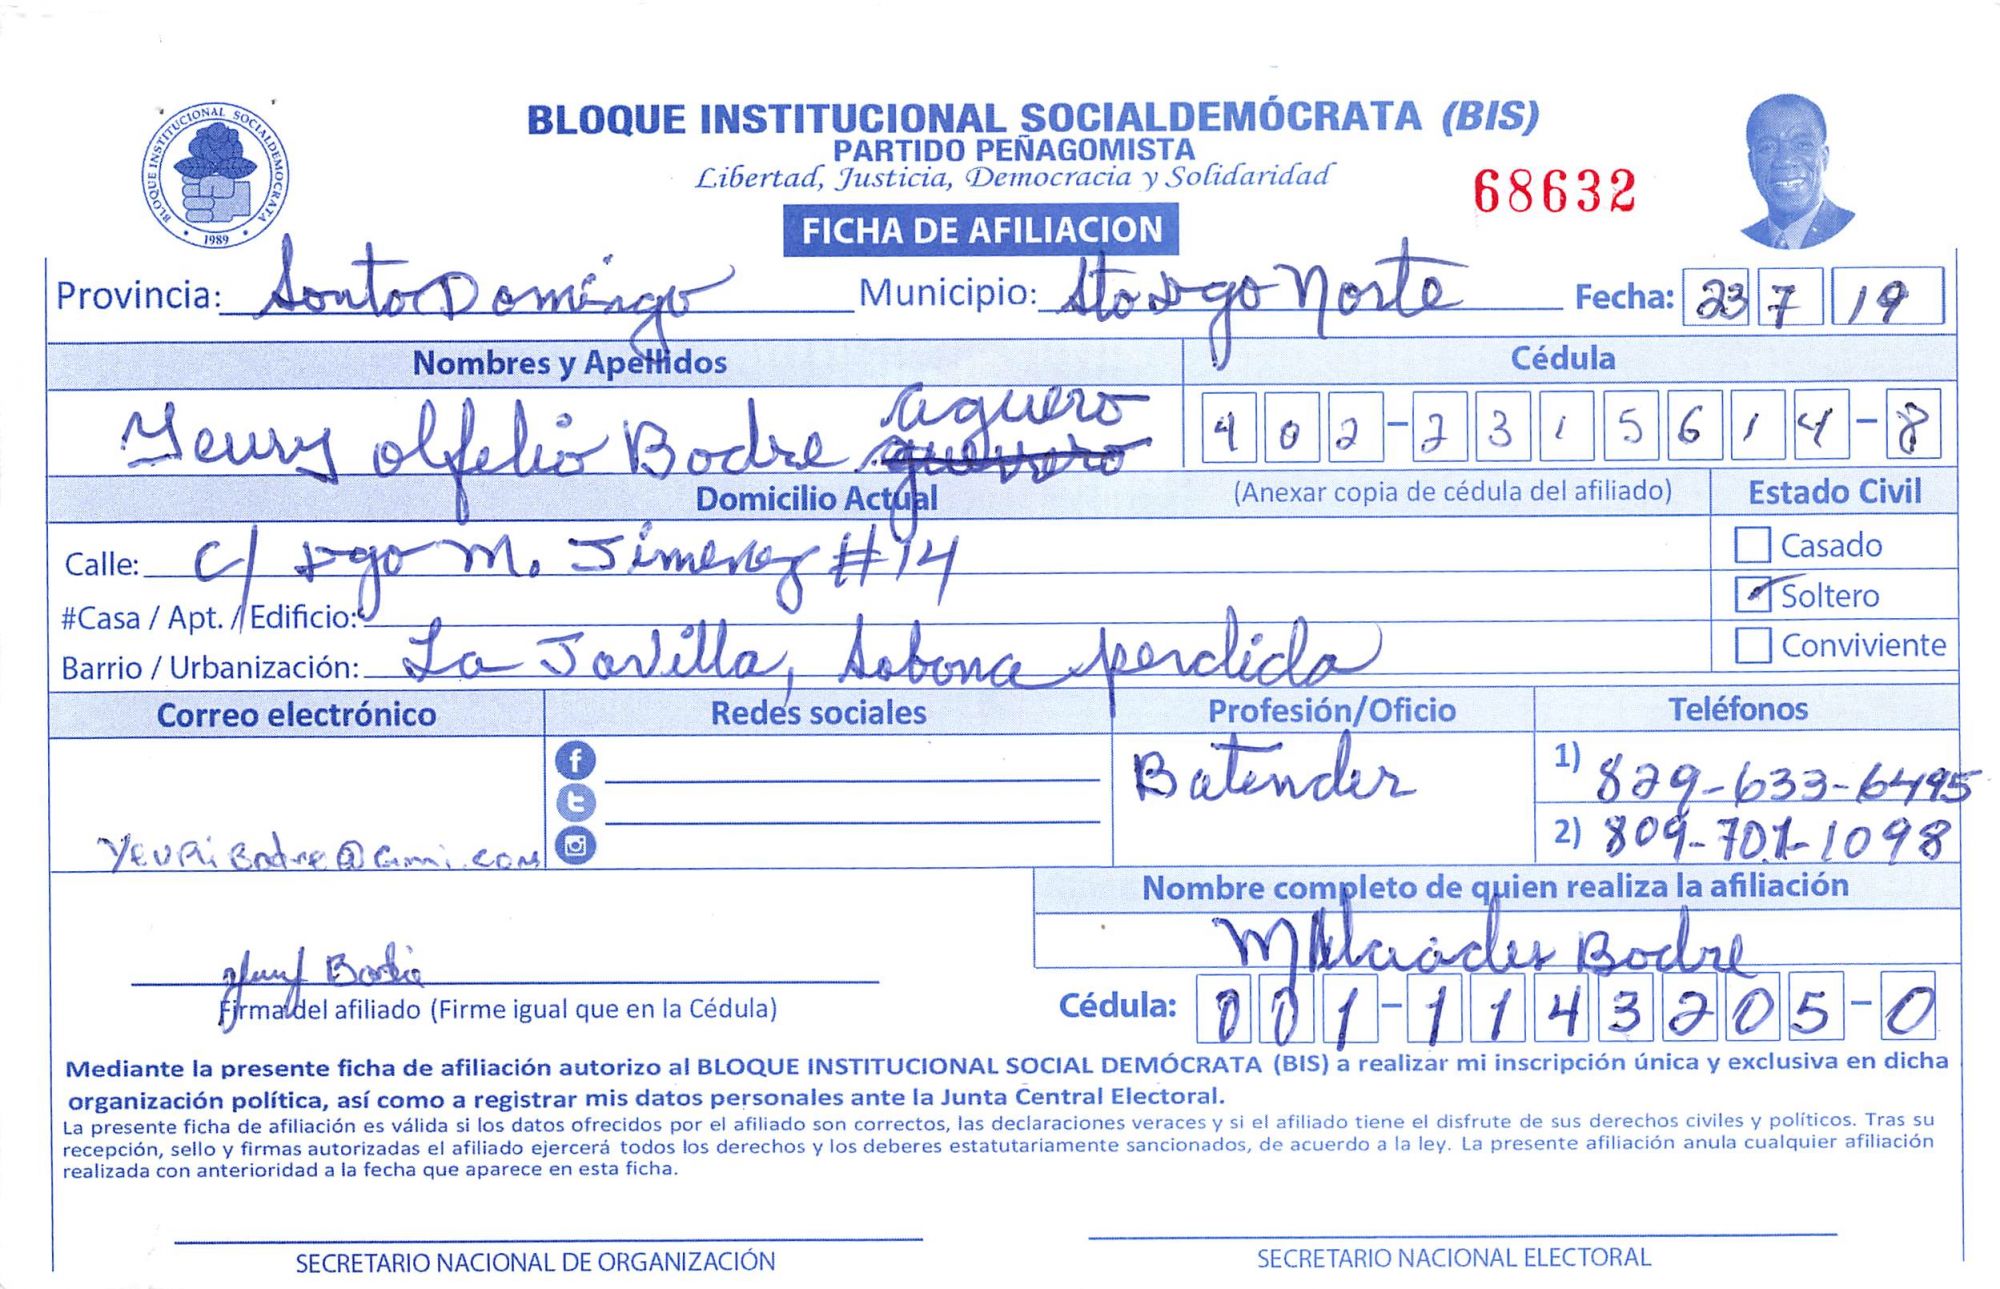 BLOQUE INSTITUCIONAL SOCIALDEMÓCRATA (BIS)
PARTIDO PEÑAGOMISTA
Libertad, Justicia, Democracia y Solidaridad
68632
BLOQUE INSTITUCIONAL SOCIALDEMOCRATA
1989
FICHA DE AFILIACION
Provincia: Santo Domingo Municipio: Sto Dgo Norte Fecha: 23 7 19
Nombres y Apellidos Cédula
Yeury Olfelio Bodre aguero guerrero 402-2315614-8
Domicilio Actual (Anexar copia de cédula del afiliado) Estado Civil
Calle: C/ Dgo M. Jimenez #14 Casado
#Casa / Apt. / Edificio: Soltero
Barrio / Urbanización: La Javilla, Sabana perdida Conviviente
Correo electrónico Redes sociales Profesión/Oficio Teléfonos
Batender 1) 829-633-6495
YeuRiBodre@Gmi.com 2) 809-701-1098
Nombre completo de quien realiza la afiliación
Bodre
Firma del afiliado (Firme igual que en la Cédula) Cédula: 001-1143205-0
Mediante la presente ficha de afiliación autorizo al BLOQUE INSTITUCIONAL SOCIAL DEMÓCRATA (BIS) a realizar mi inscripción única y exclusiva en dicha
organización política, así como a registrar mis datos personales ante la Junta Central Electoral.
La presente ficha de afiliación es válida si los datos ofrecidos por el afiliado son correctos, las declaraciones veraces y si el afiliado tiene el disfrute de sus derechos civiles y políticos. Tras su
recepción, sello y firmas autorizadas el afiliado ejercerá todos los derechos y los deberes estatutariamente sancionados, de acuerdo a la ley. La presente afiliación anula cualquier afiliación
realizada con anterioridad a la fecha que aparece en esta ficha.
SECRETARIO NACIONAL DE ORGANIZACIÓN SECRETARIO NACIONAL ELECTORAL